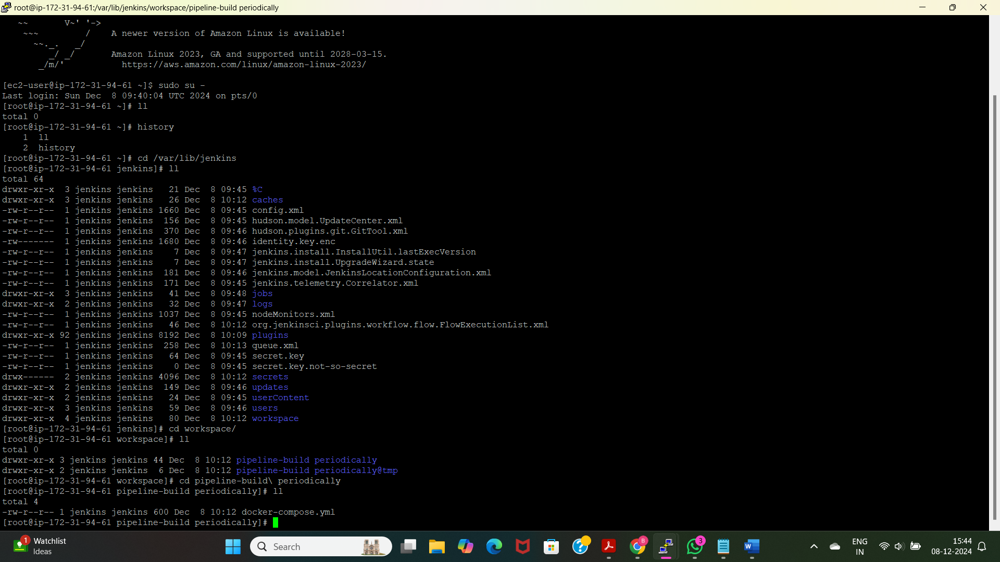 root@ip-172-31-94-61:/var/lib/jenkins/workspace/pipeline-build periodically
   ~~       V~' '->
    ~~~         /    A newer version of Amazon Linux is available!
      ~~._.   _/
         _/ _/       Amazon Linux 2023, GA and supported until 2028-03-15.
       _/m/'           https://aws.amazon.com/linux/amazon-linux-2023/
[ec2-user@ip-172-31-94-61 ~]$ sudo su -
Last login: Sun Dec  8 09:40:04 UTC 2024 on pts/0
[root@ip-172-31-94-61 ~]# ll
total 0
[root@ip-172-31-94-61 ~]# history
    1  ll
    2  history
[root@ip-172-31-94-61 ~]# cd /var/lib/jenkins
[root@ip-172-31-94-61 jenkins]# ll
total 64
drwxr-xr-x  3 jenkins jenkins   21 Dec  8 09:45 %C
drwxr-xr-x  3 jenkins jenkins   26 Dec  8 10:12 caches
-rw-r--r--  1 jenkins jenkins 1660 Dec  8 09:45 config.xml
-rw-r--r--  1 jenkins jenkins  156 Dec  8 09:45 hudson.model.UpdateCenter.xml
-rw-r--r--  1 jenkins jenkins  370 Dec  8 09:46 hudson.plugins.git.GitTool.xml
-rw-------  1 jenkins jenkins 1680 Dec  8 09:46 identity.key.enc
-rw-r--r--  1 jenkins jenkins    7 Dec  8 09:47 jenkins.install.InstallUtil.lastExecVersion
-rw-r--r--  1 jenkins jenkins    7 Dec  8 09:47 jenkins.install.UpgradeWizard.state
-rw-r--r--  1 jenkins jenkins  181 Dec  8 09:46 jenkins.model.JenkinsLocationConfiguration.xml
-rw-r--r--  1 jenkins jenkins  171 Dec  8 09:45 jenkins.telemetry.Correlator.xml
drwxr-xr-x  3 jenkins jenkins   41 Dec  8 09:48 jobs
drwxr-xr-x  2 jenkins jenkins   32 Dec  8 09:47 logs
-rw-r--r--  1 jenkins jenkins 1037 Dec  8 09:45 nodeMonitors.xml
-rw-r--r--  1 jenkins jenkins   46 Dec  8 10:12 org.jenkinsci.plugins.workflow.flow.FlowExecutionList.xml
drwxr-xr-x 92 jenkins jenkins 8192 Dec  8 10:09 plugins
-rw-r--r--  1 jenkins jenkins  258 Dec  8 10:13 queue.xml
-rw-r--r--  1 jenkins jenkins   64 Dec  8 09:45 secret.key
-rw-r--r--  1 jenkins jenkins    0 Dec  8 09:45 secret.key.not-so-secret
drwx------  2 jenkins jenkins 4096 Dec  8 10:12 secrets
drwxr-xr-x  2 jenkins jenkins  149 Dec  8 09:46 updates
drwxr-xr-x  2 jenkins jenkins   24 Dec  8 09:45 userContent
drwxr-xr-x  3 jenkins jenkins   59 Dec  8 09:46 users
drwxr-xr-x  4 jenkins jenkins   80 Dec  8 10:12 workspace
[root@ip-172-31-94-61 jenkins]# cd workspace/
[root@ip-172-31-94-61 workspace]# ll
total 0
drwxr-xr-x 3 jenkins jenkins 44 Dec  8 10:12 pipeline-build periodically
drwxr-xr-x 2 jenkins jenkins  6 Dec  8 10:12 pipeline-build periodically@tmp
[root@ip-172-31-94-61 workspace]# cd pipeline-build\ periodically
[root@ip-172-31-94-61 pipeline-build periodically]# ll
total 4
-rw-r--r-- 1 jenkins jenkins 600 Dec  8 10:12 docker-compose.yml
[root@ip-172-31-94-61 pipeline-build periodically]#
1
Watchlist
Ideas
Search
B
3
W
ENG
IN
15:44
08-12-2024